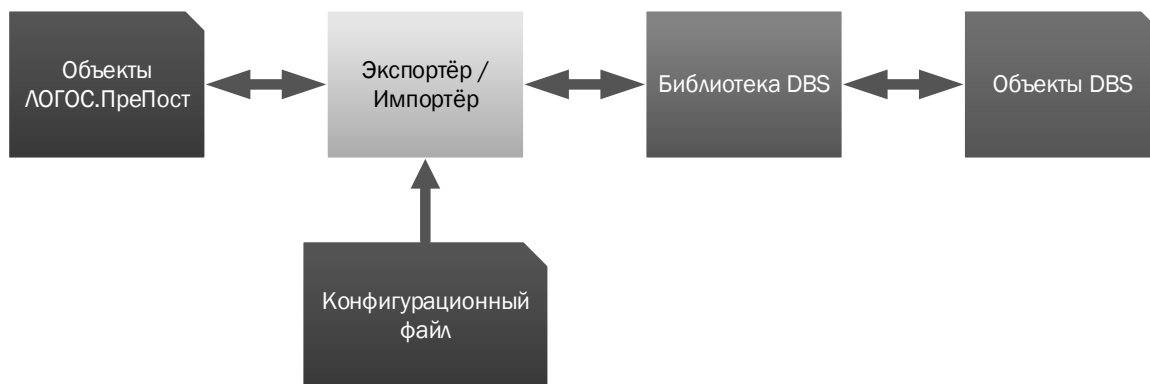 Объекты
ЛОГОС.ПреПост
Экспортёр /
Импортёр
Библиотека DBS
Объекты DBS
Конфигурационный
файл